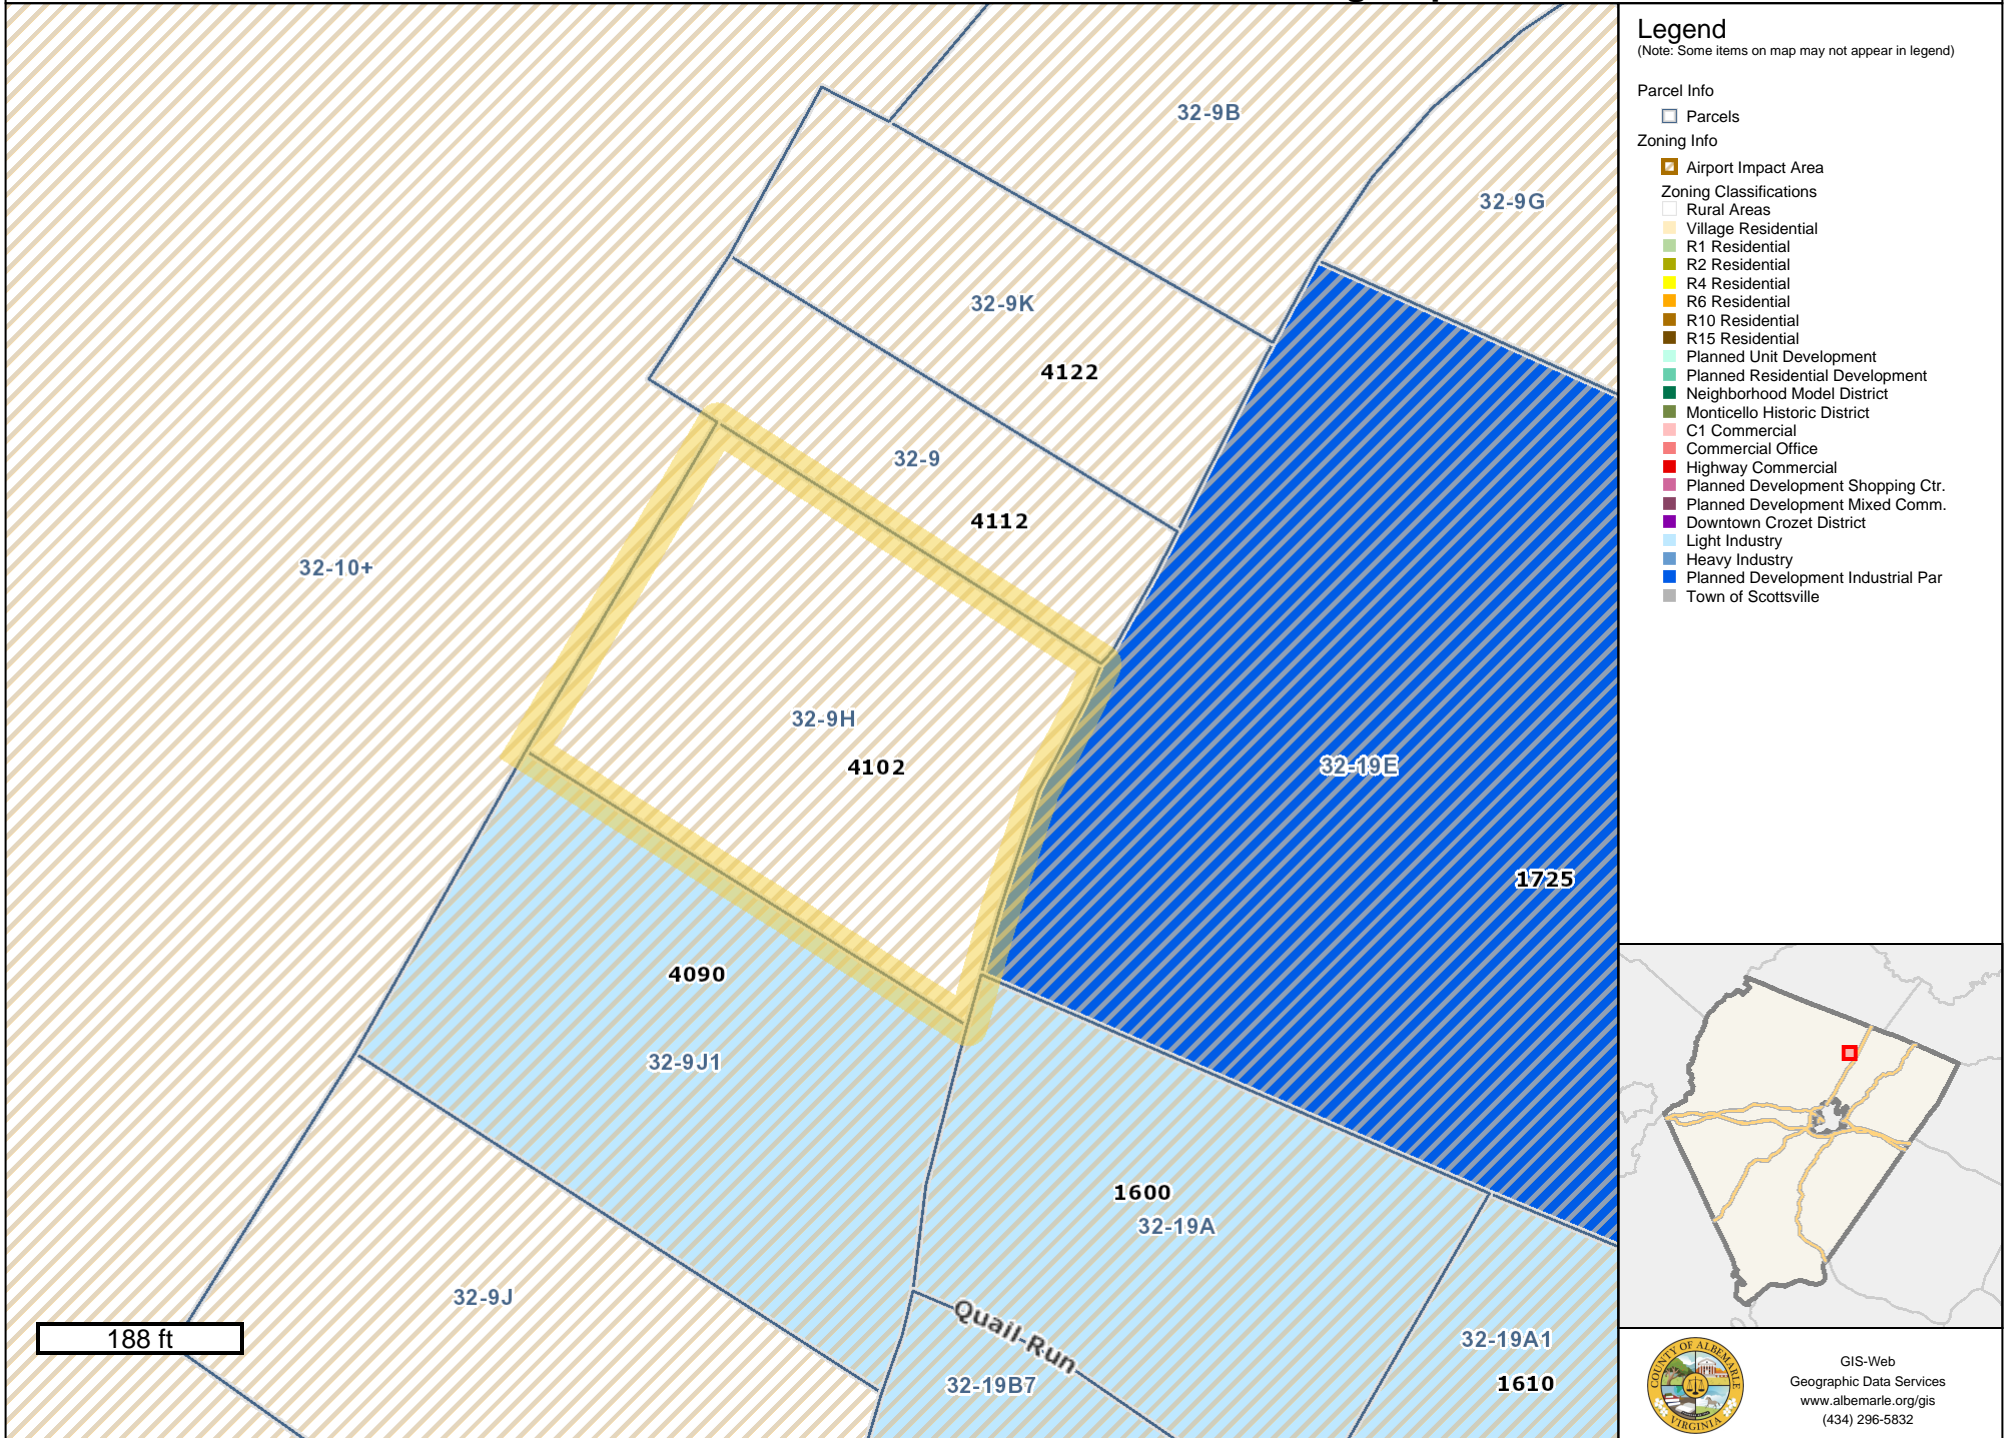 32-9B
32-9G
32-9K
4122
32-9
4112
32-10+
32-9H
4102
32-19E
1725
4090
32-9J1
1600
32-19A
32-9J
Quail-Run
32-19A1
1610
32-19B7
188 ft
Legend
(Note: Some items on map may not appear in legend)
Parcel Info
Parcels
Zoning Info
Airport Impact Area
Zoning Classifications
Rural Areas
Village Residential
R1 Residential
R2 Residential
R4 Residential
R6 Residential
R10 Residential
R15 Residential
Planned Unit Development
Planned Residential Development
Neighborhood Model District
Monticello Historic District
C1 Commercial
Commercial Office
Highway Commercial
Planned Development Shopping Ctr.
Planned Development Mixed Comm.
Downtown Crozet District
Light Industry
Heavy Industry
Planned Development Industrial Par
Town of Scottsville
COUNTY OF ALBEMARLE
VIRGINIA
GIS-Web
Geographic Data Services
www.albemarle.org/gis
(434) 296-5832